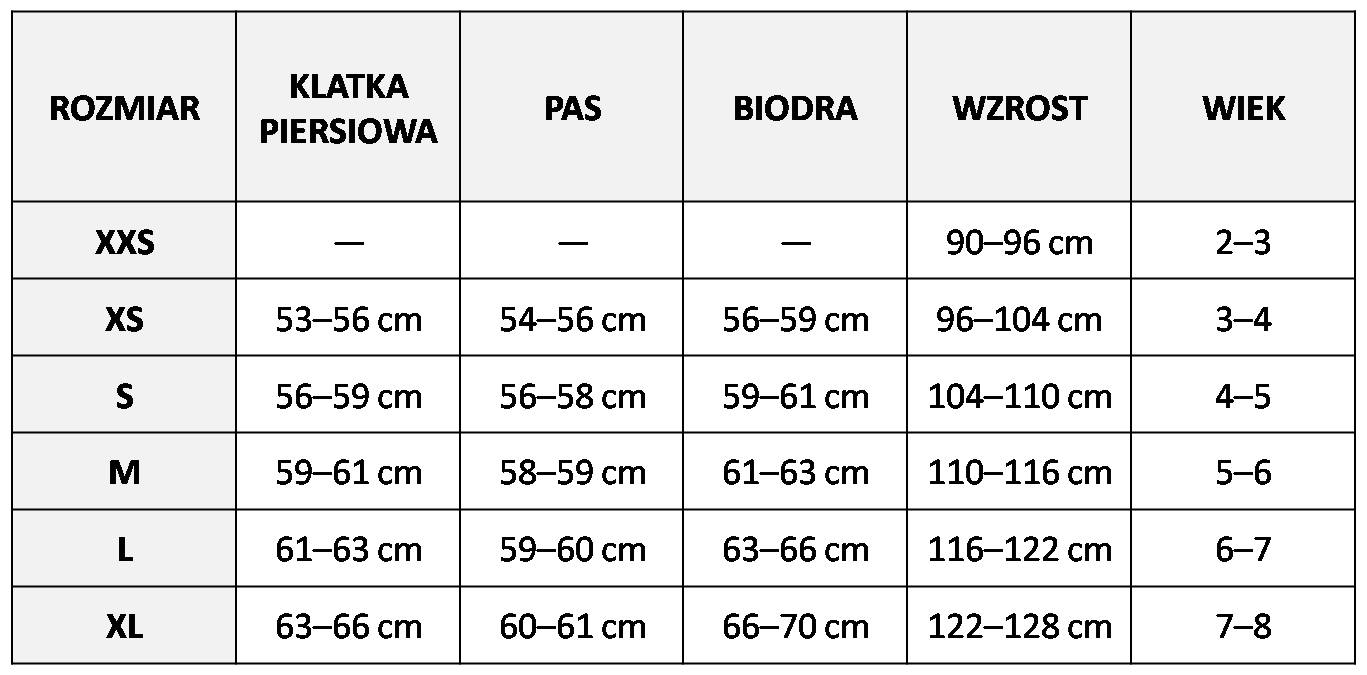 ROZMIAR KLATKA PIERSIOWA PAS BIODRA WZROST WIEK
XXS — — — 90–96 cm 2–3
XS 53–56 cm 54–56 cm 56–59 cm 96–104 cm 3–4
S 56–59 cm 56–58 cm 59–61 cm 104–110 cm 4–5
M 59–61 cm 58–59 cm 61–63 cm 110–116 cm 5–6
L 61–63 cm 59–60 cm 63–66 cm 116–122 cm 6–7
XL 63–66 cm 60–61 cm 66–70 cm 122–128 cm 7–8